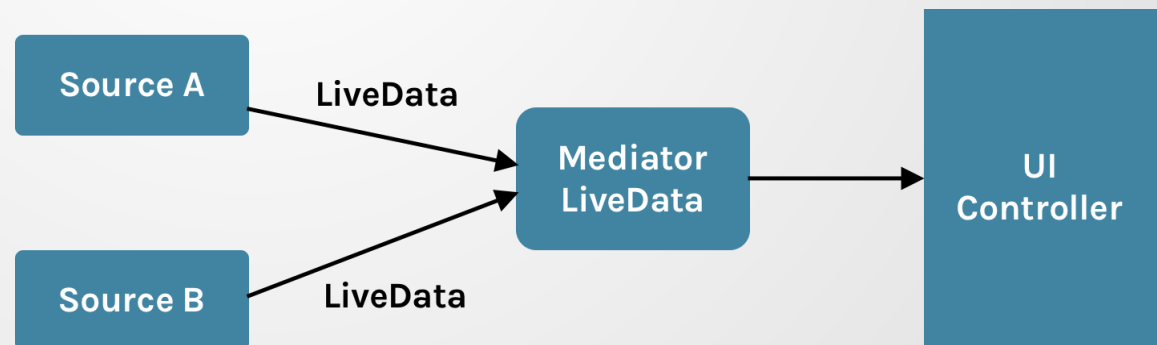 Source A
LiveData
Mediator
LiveData
UI
Controller
Source B
LiveData